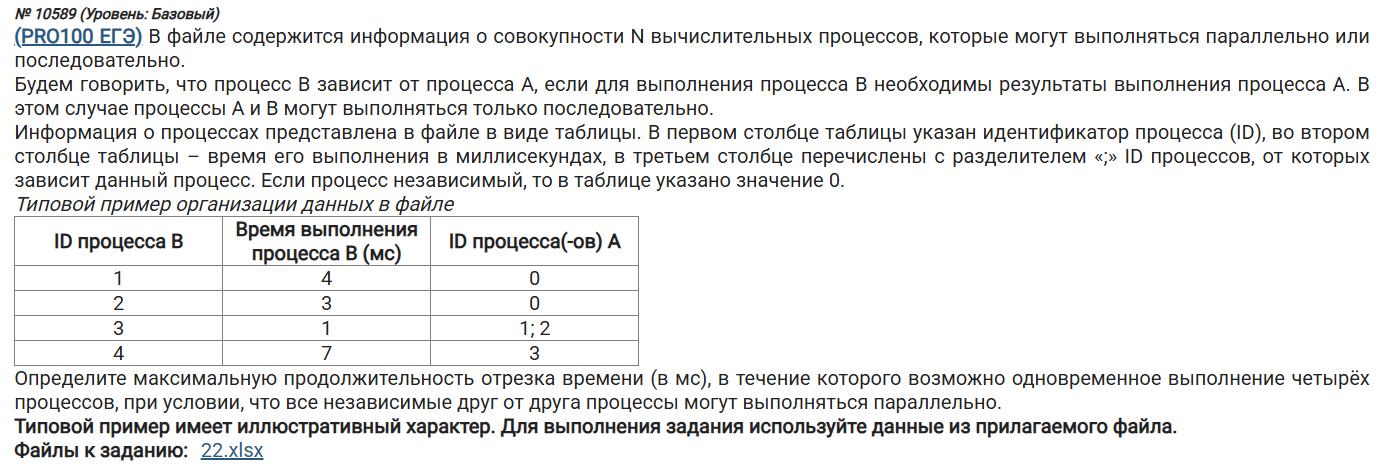 № 10589 (Уровень: Базовый)
(PRO100 ЕГЭ) В файле содержится информация о совокупности N вычислительных процессов, которые могут выполняться параллельно или
последовательно.
Будем говорить, что процесс B зависит от процесса A, если для выполнения процесса B необходимы результаты выполнения процесса A. В
этом случае процессы A и B могут выполняться только последовательно.
Информация о процессах представлена в файле в виде таблицы. В первом столбце таблицы указан идентификатор процесса (ID), во втором
столбце таблицы – время его выполнения в миллисекундах, в третьем столбце перечислены с разделителем «;» ID процессов, от которых
зависит данный процесс. Если процесс независимый, то в таблице указано значение 0.
Типовой пример организации данных в файле
ID процесса B Время выполнения процесса B (мс) ID процесса(-ов) A
1 4 0
2 3 0
3 1 1; 2
4 7 3
Определите максимальную продолжительность отрезка времени (в мс), в течение которого возможно одновременное выполнение четырёх
процессов, при условии, что все независимые друг от друга процессы могут выполняться параллельно.
Типовой пример имеет иллюстративный характер. Для выполнения задания используйте данные из прилагаемого файла.
Файлы к заданию: 22.xlsx